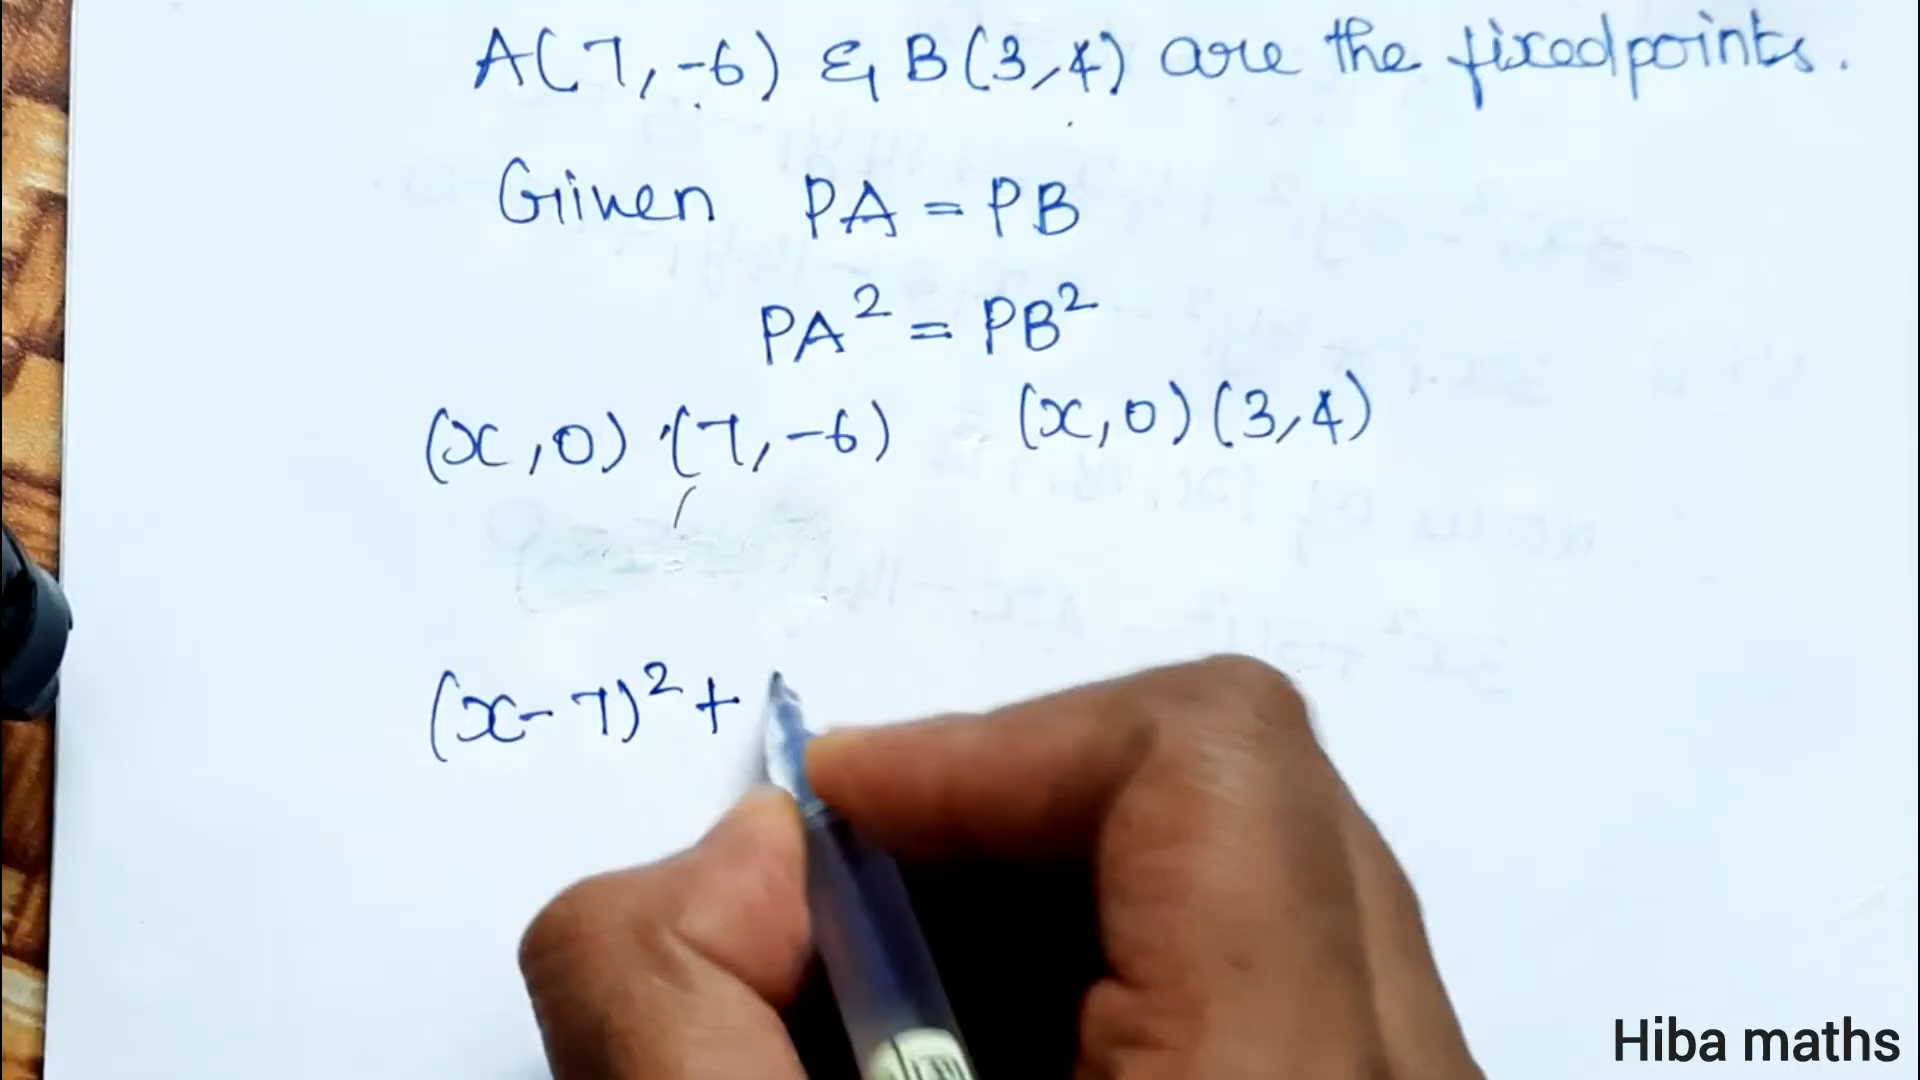 A(7, -6) & B(3, 4) are the fixed points.
Given PA = PB
PA² = PB²
(x, 0) (7, -6) (x, 0) (3, 4)
(x - 7)² +
Hiba maths